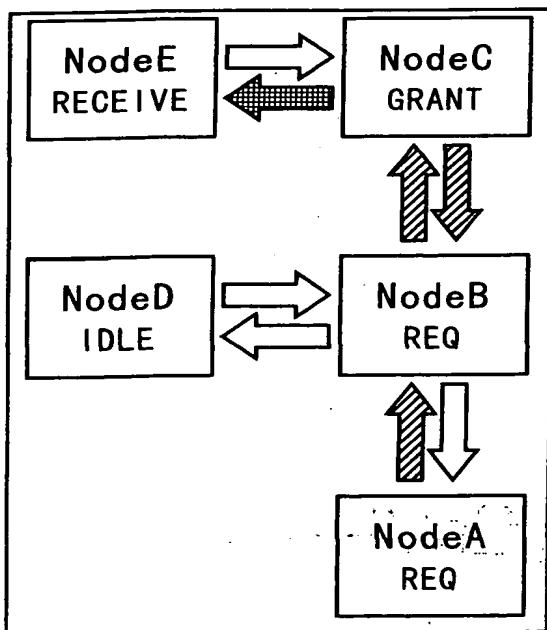 NodeE
RECEIVE
NodeC
GRANT
NodeD
IDLE
NodeB
REQ
NodeA
REQ